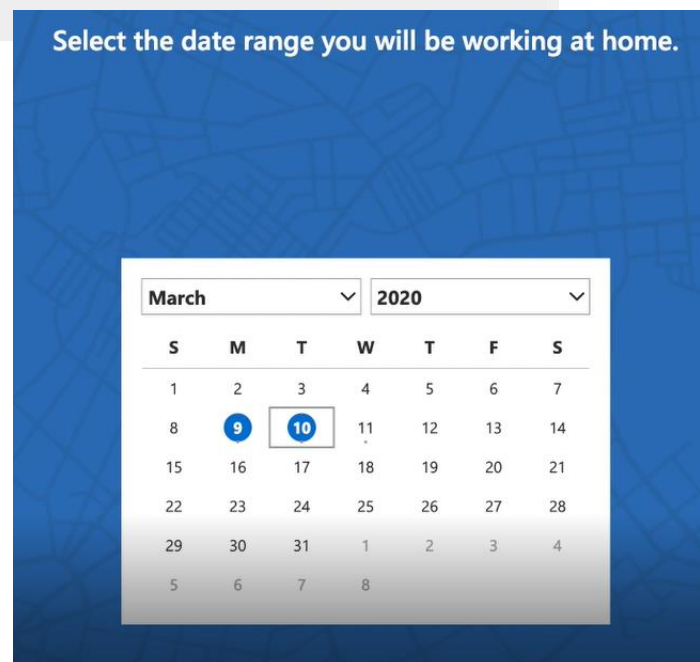 Select the date range you will be working at home.
March 2020
S M T W T F S
1 2 3 4 5 6 7
8 9 10 11 12 13 14
15 16 17 18 19 20 21
22 23 24 25 26 27 28
29 30 31 1 2 3 4
5 6 7 8